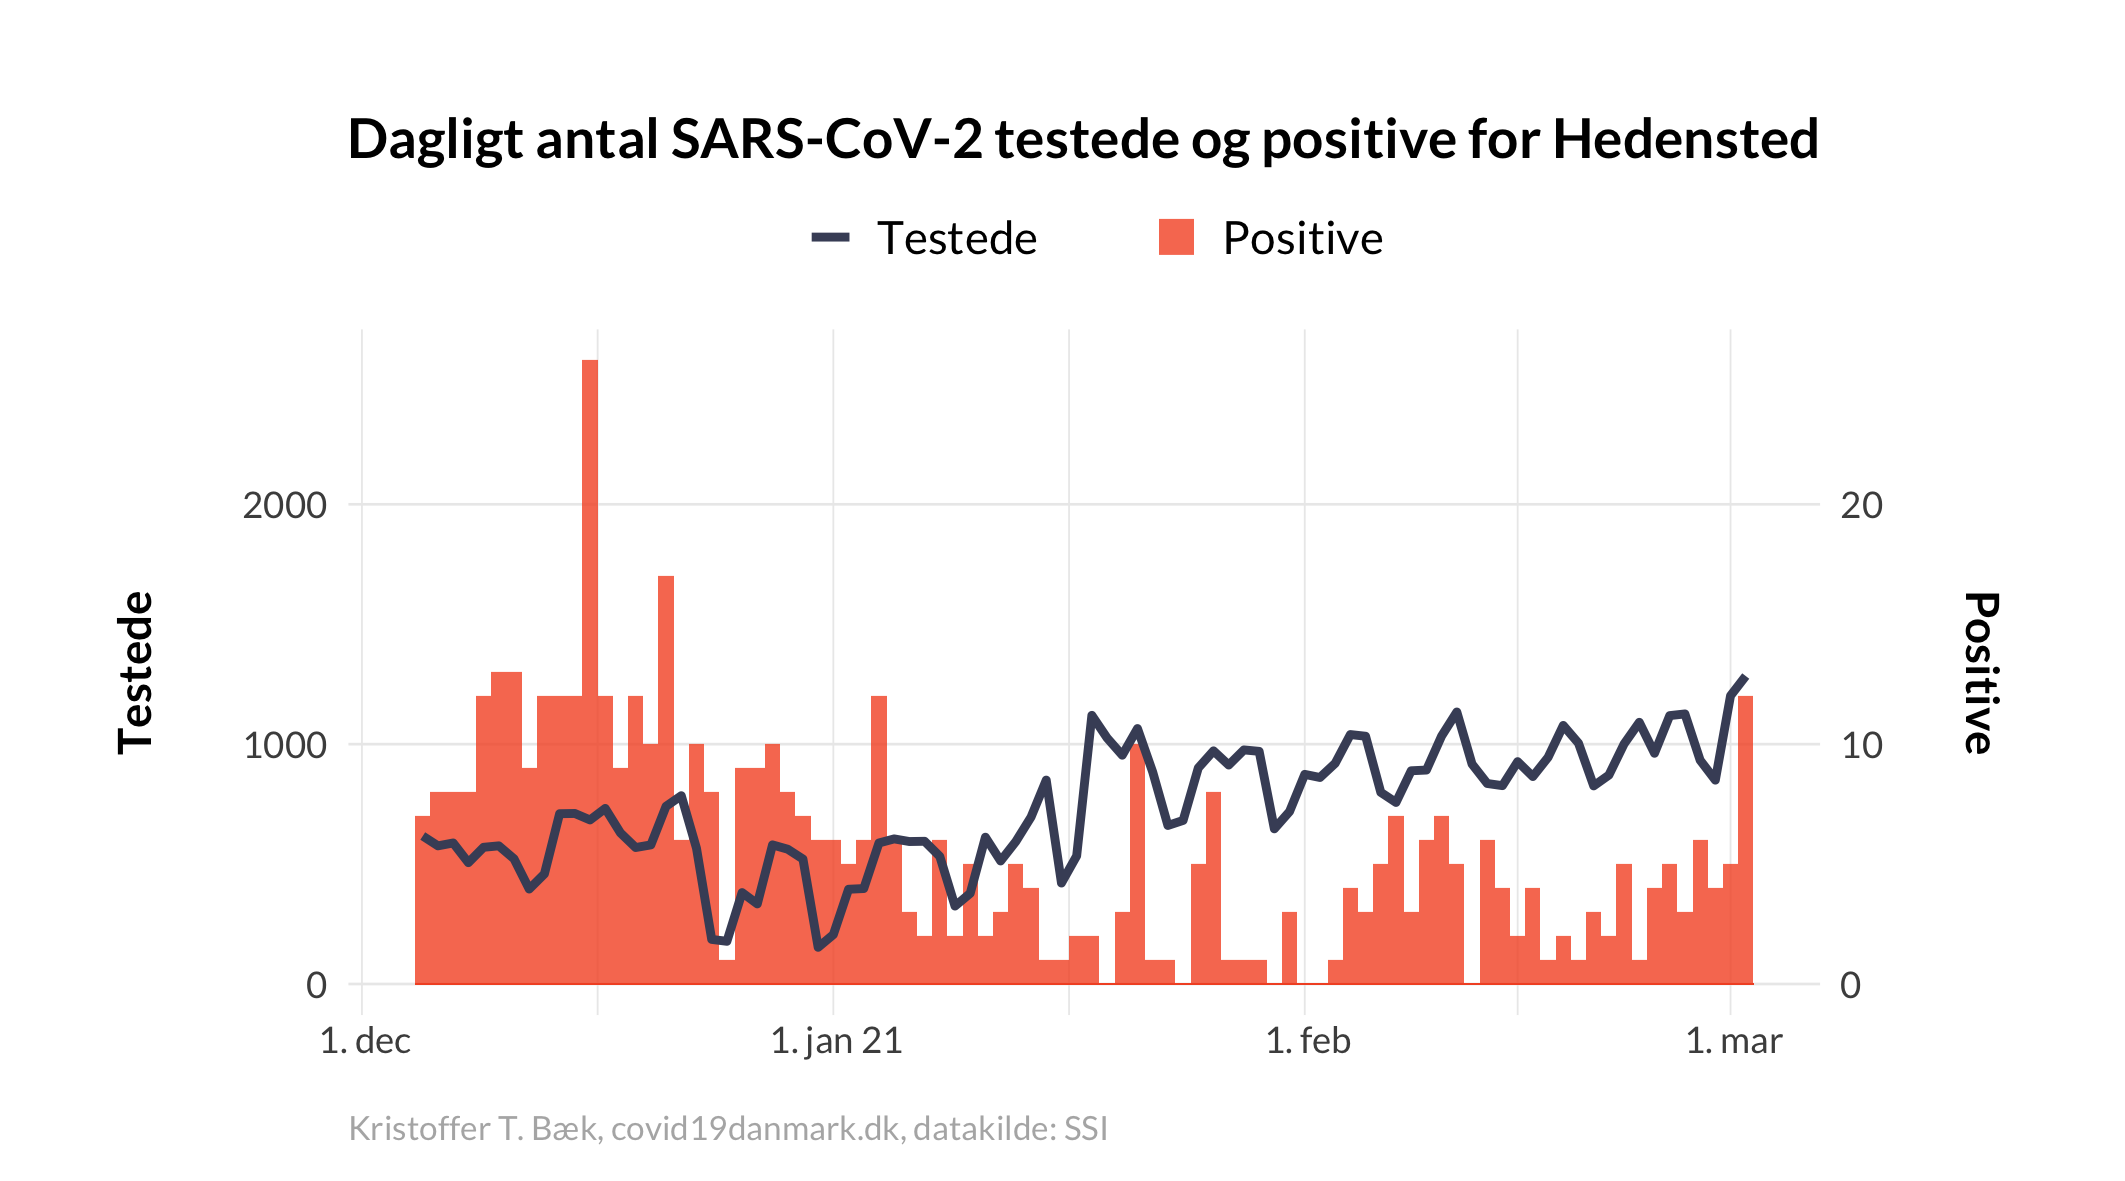 Dagligt antal SARS-CoV-2 testede og positive for Hedensted
Testede
Positive
2000
1000
0
Testede
20
10
0
Positive
1. dec
1. jan 21
1. feb
1. mar
Kristoffer T. Bæk, covid19danmark.dk, datakilde: SSI